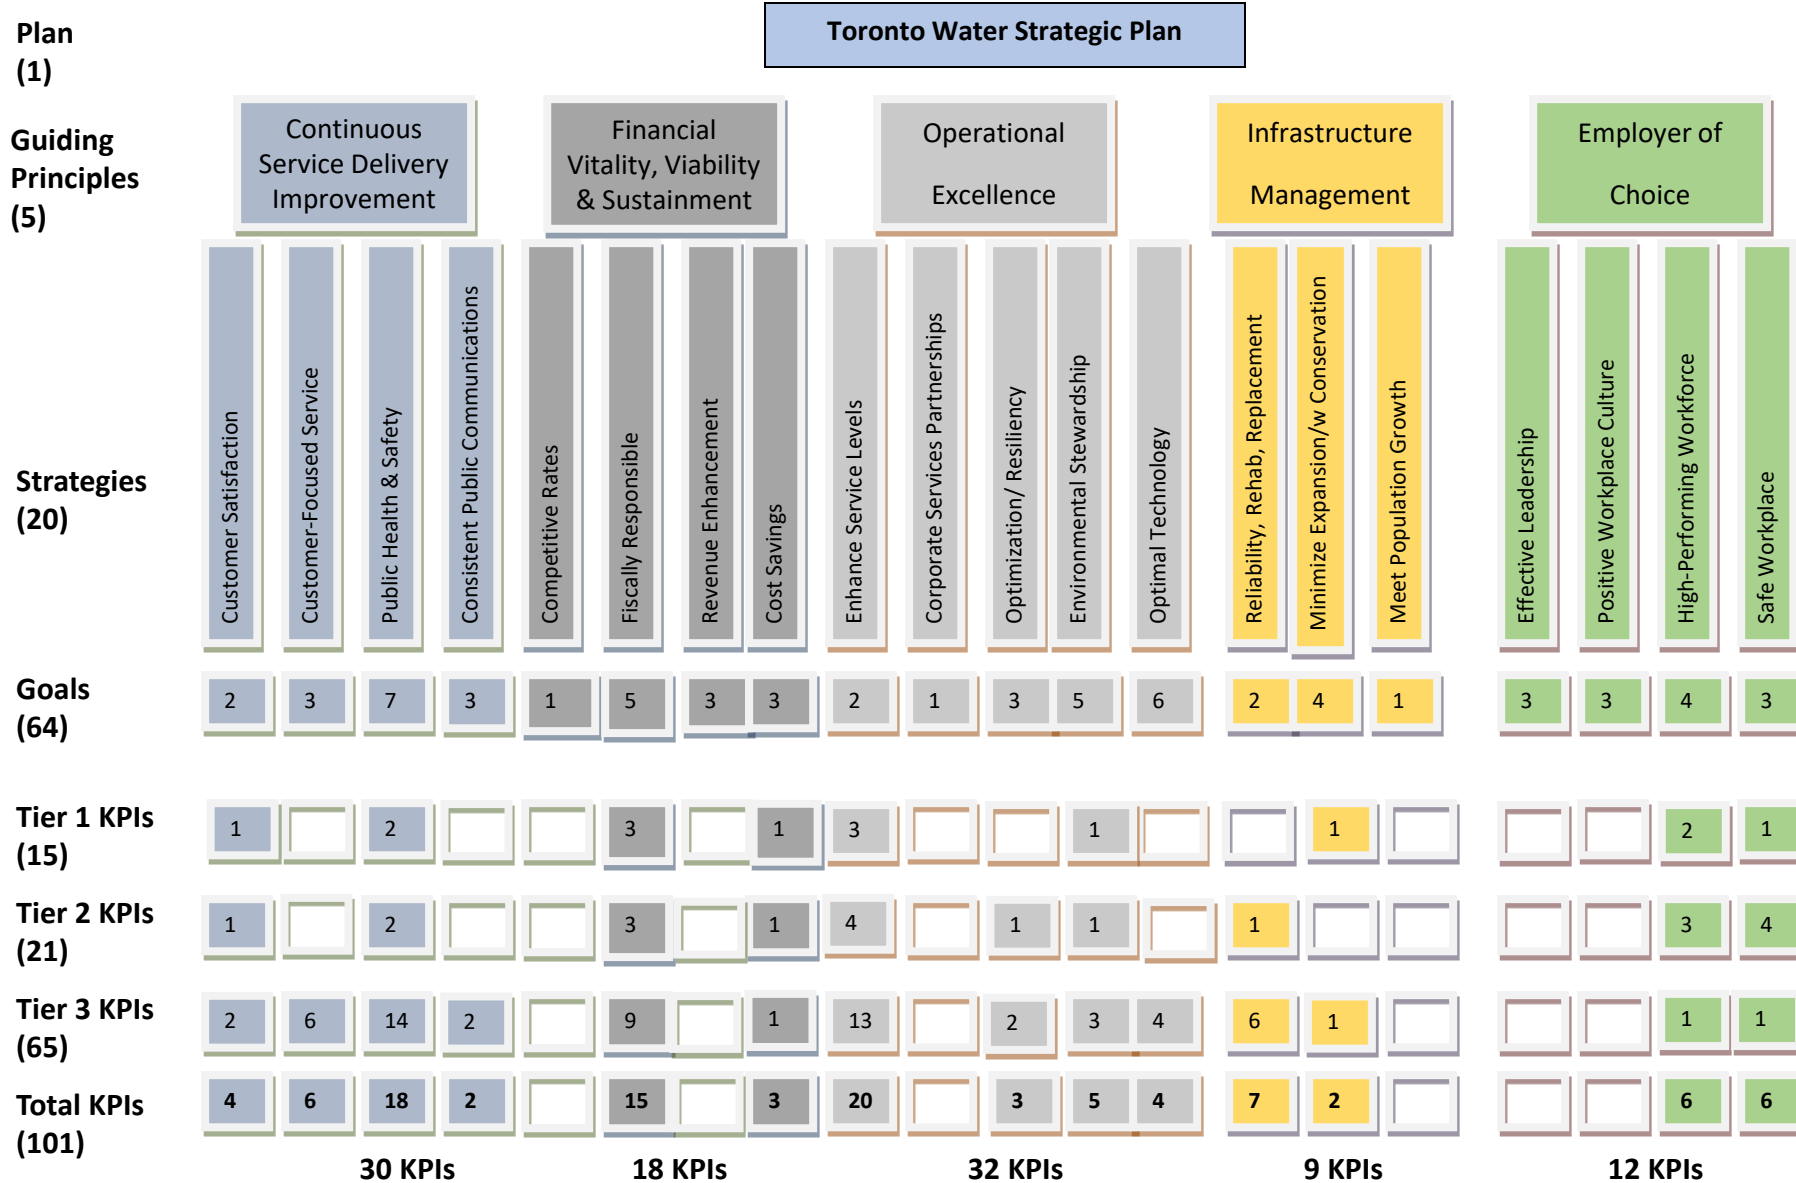 Plan
(1)
Toronto Water Strategic Plan
Guiding
Principles
(5)
Continuous
Service Delivery
Improvement
Financial
Vitality, Viability
& Sustainment
Operational
Excellence
Infrastructure
Management
Employer of
Choice
Strategies
(20)
Customer Satisfaction
Customer-Focused Service
Public Health & Safety
Consistent Public Communications
Competitive Rates
Fiscally Responsible
Revenue Enhancement
Cost Savings
Enhance Service Levels
Corporate Services Partnerships
Optimization/ Resiliency
Environmental Stewardship
Optimal Technology
Reliability, Rehab, Replacement
Minimize Expansion/w Conservation
Meet Population Growth
Effective Leadership
Positive Workplace Culture
High-Performing Workforce
Safe Workplace
Goals
(64)
2 3 7 3 1 5 3 3 2 1 3 5 6 2 4 1 3 3 4 3
Tier 1 KPIs
(15)
1 2 3 1 3 1 1 2 1
Tier 2 KPIs
(21)
1 2 3 1 4 1 1 1 3 4
Tier 3 KPIs
(65)
2 6 14 2 9 1 13 2 3 4 6 1 1 1
Total KPIs
(101)
4 6 18 2 15 3 20 3 5 4 7 2 6 6
30 KPIs 18 KPIs 32 KPIs 9 KPIs 12 KPIs